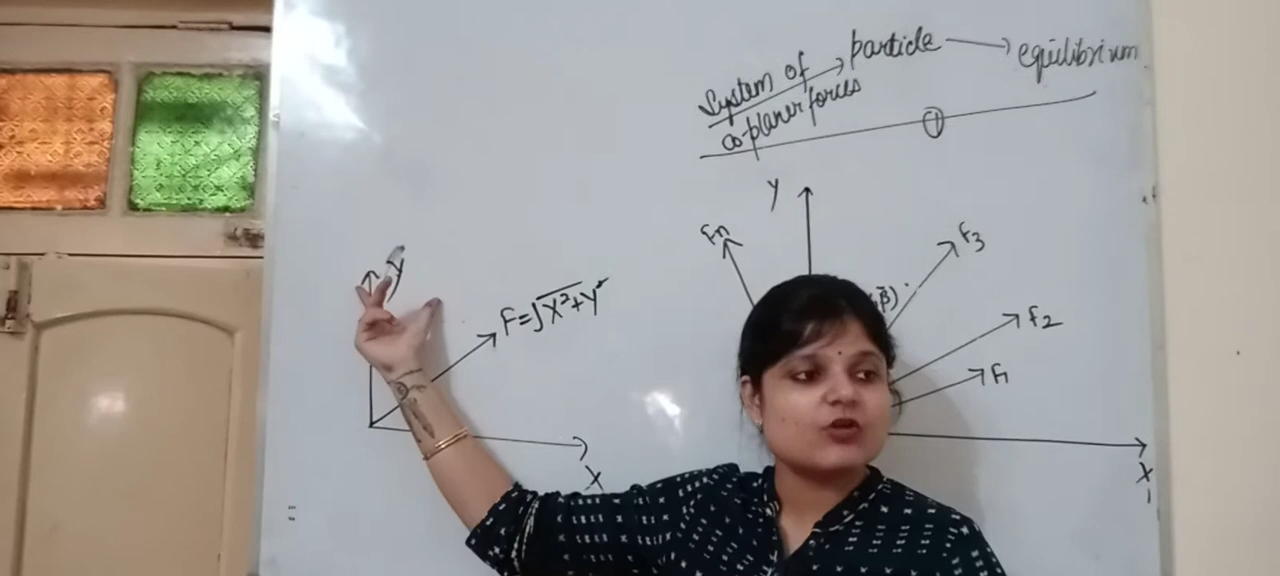 System of → particle → equilibrium
co-planer forces
1
y
F=√X²+Y²
X
Y
Fn
F3
F2
F1
X